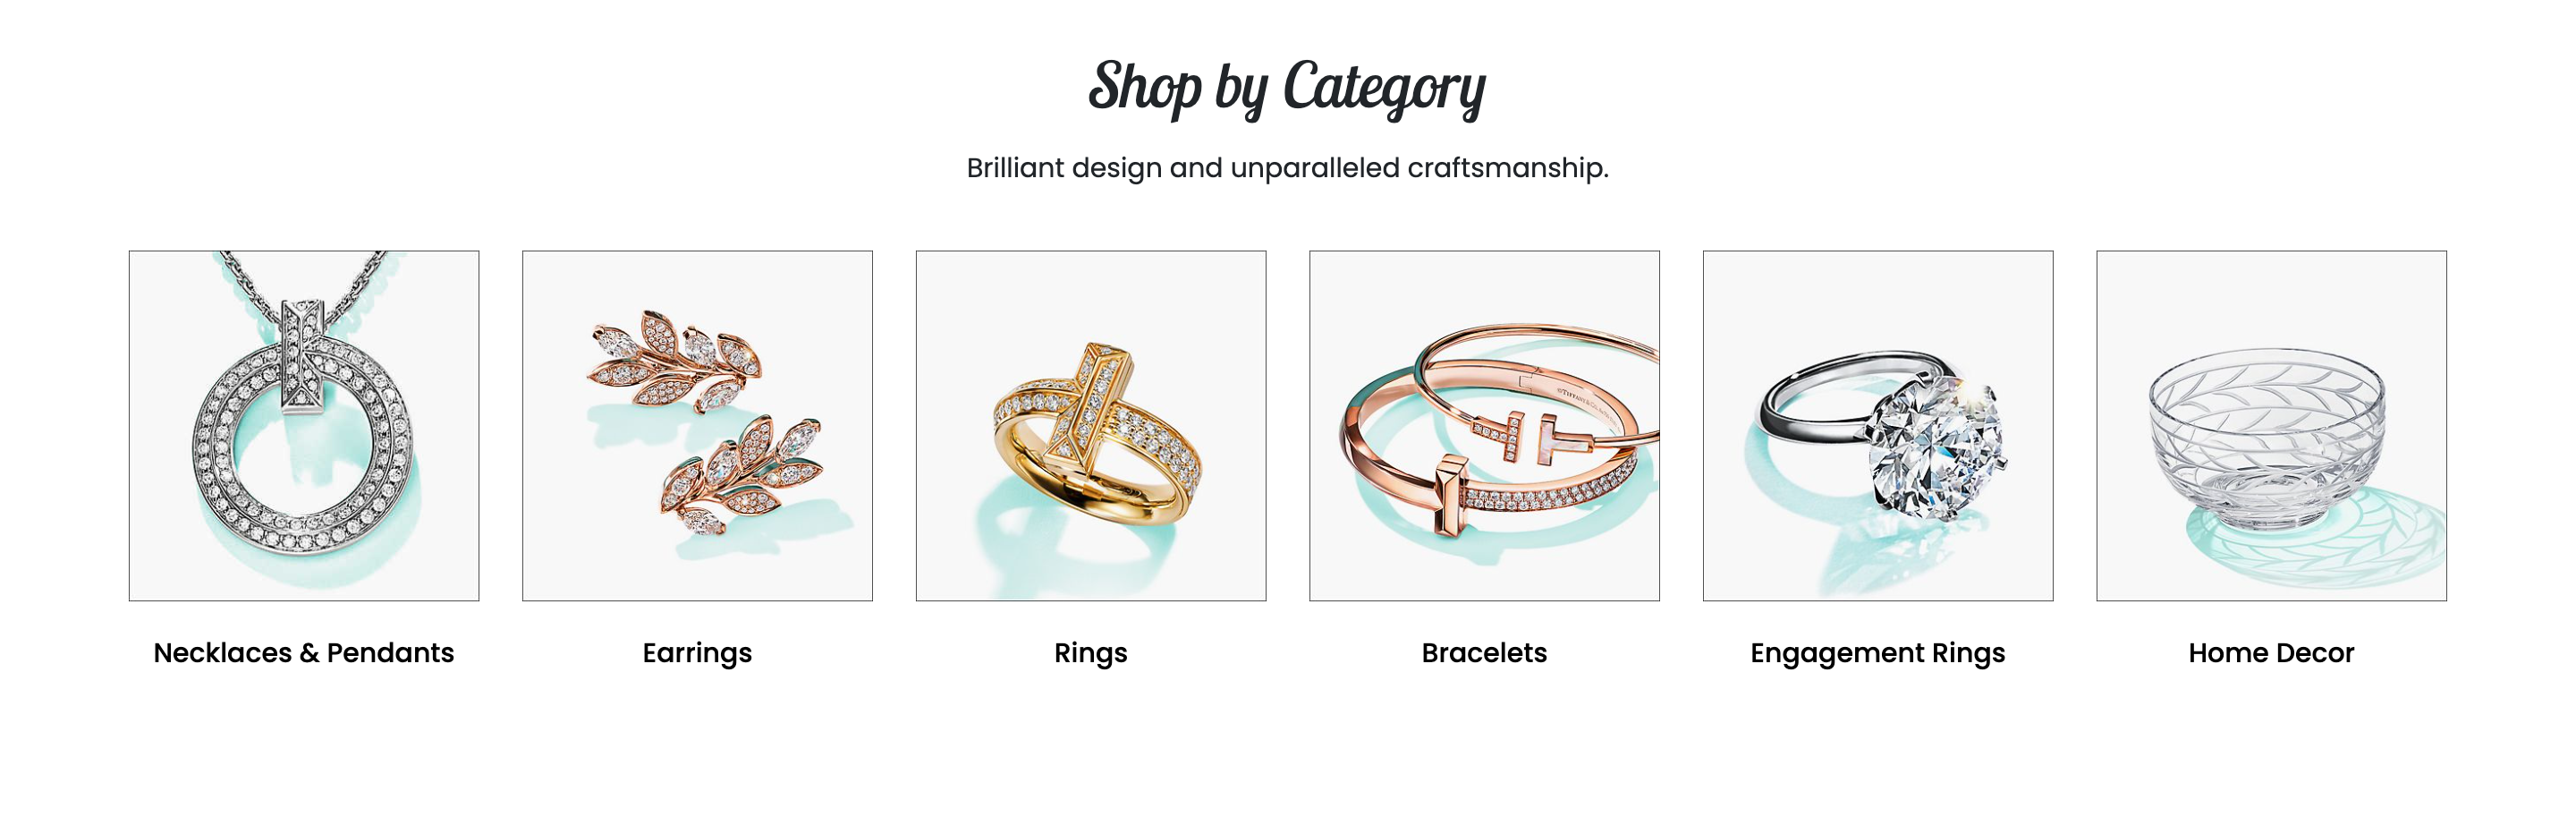 Shop by Category
Brilliant design and unparalleled craftsmanship.
Necklaces & Pendants
Earrings
Rings
Bracelets
Engagement Rings
Home Decor